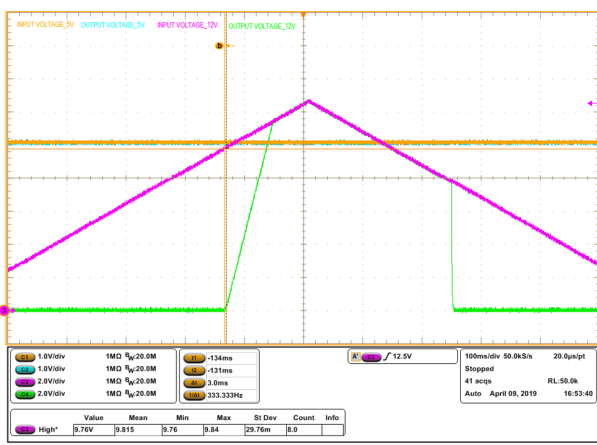 INPUT VOLTAGE_5V OUTPUT VOLTAGE_5V INPUT VOLTAGE_12V OUTPUT VOLTAGE_12V
b
3
C1 1.0V/div 1MΩ BW:20.0M
C2 1.0V/div 1MΩ BW:20.0M
C3 2.0V/div 1MΩ BW:20.0M
C4 2.0V/div 1MΩ BW:20.0M
t1 -134ms
t2 -131ms
Δt 3.0ms
1/Δt 333.333Hz
A' C3 / 12.5V
100ms/div 50.0kS/s 20.0µs/pt
Stopped
41 acqs RL:50.0k
Auto April 09, 2019 16:53:40
Value Mean Min Max St Dev Count Info
C3 High* 9.76V 9.815 9.76 9.84 29.76m 8.0